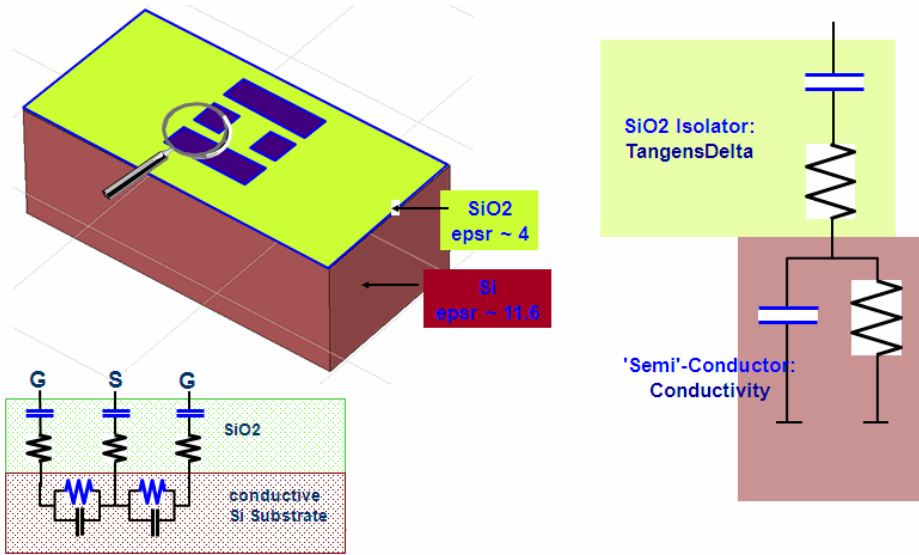 SiO2 Isolator:
TangensDelta
SiO2
epsr ~ 4
Si
epsr ~ 11.6
'Semi'-Conductor:
Conductivity
G S G
SiO2
conductive
Si Substrate